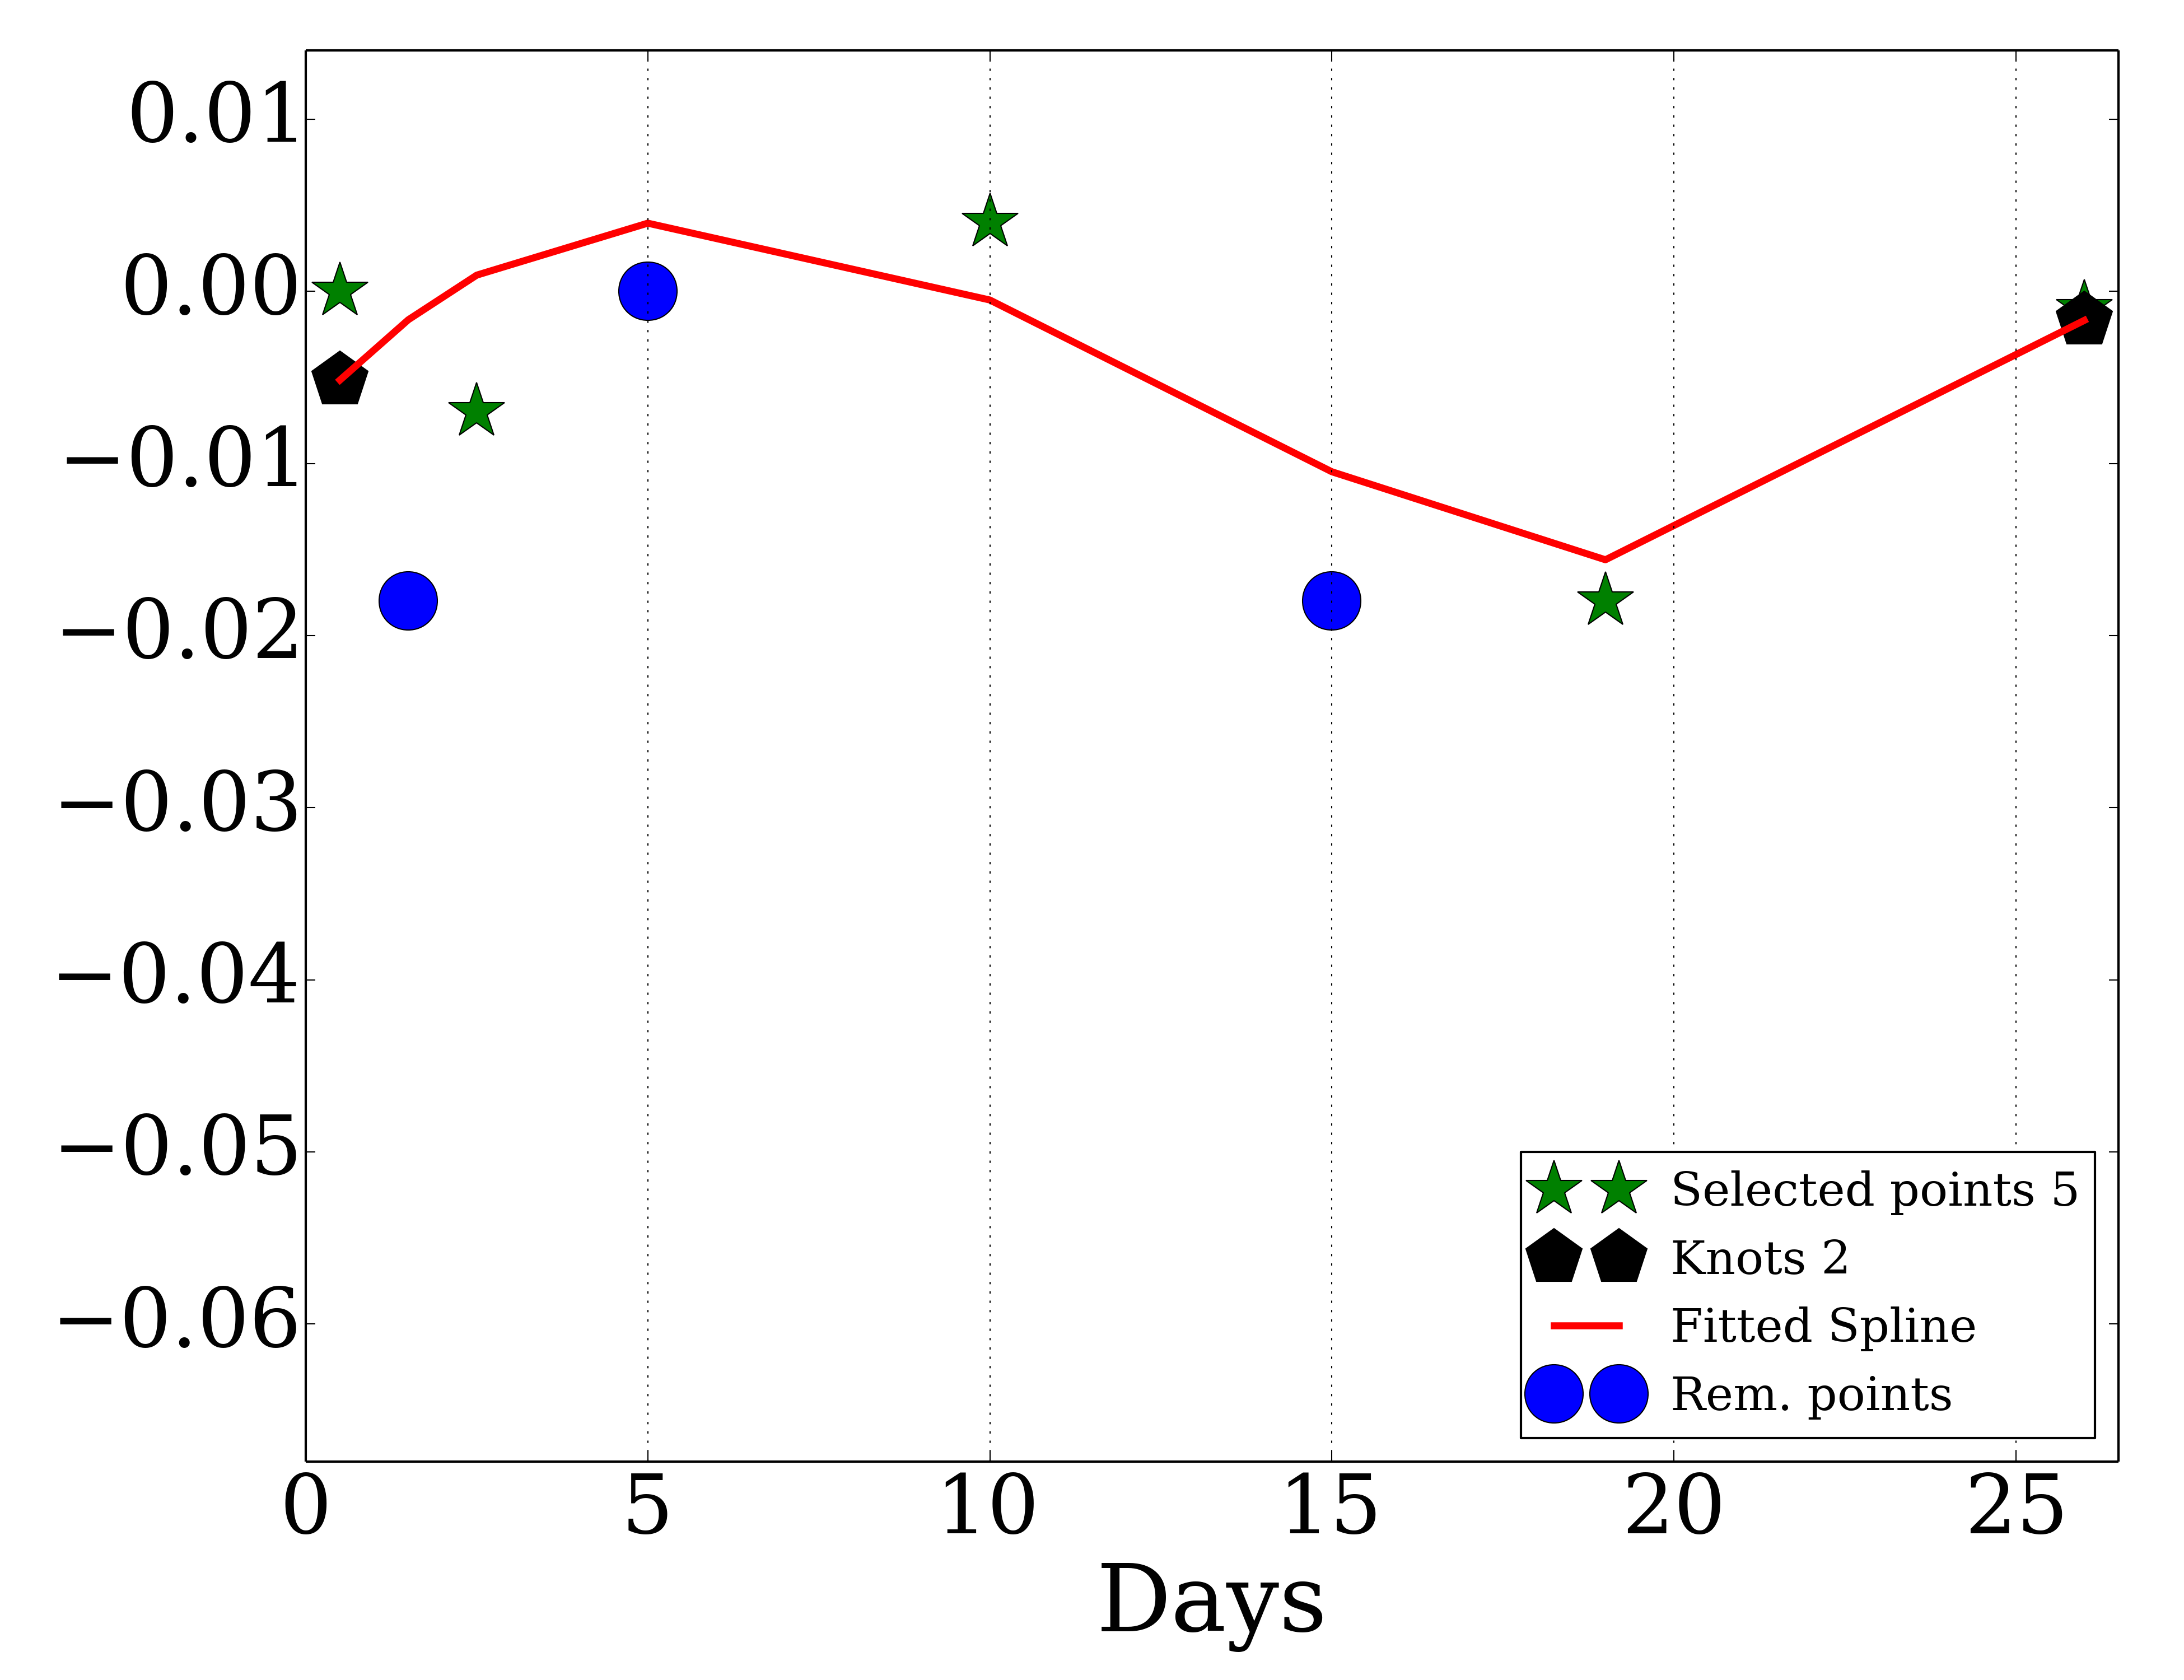 0.01
0.00
−0.01
−0.02
−0.03
−0.04
−0.05
−0.06
Selected points 5
Knots 2
Fitted Spline
Rem. points
0 5 10 15 20 25
Days